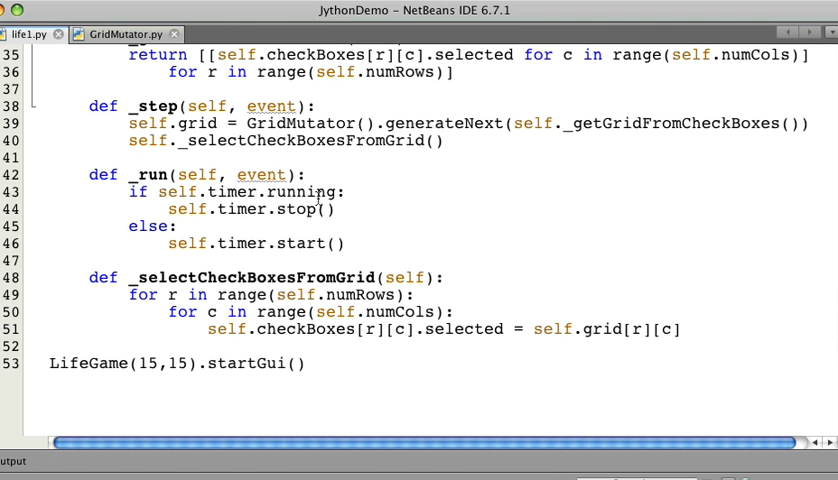 JythonDemo – NetBeans IDE 6.7.1
life1.py GridMutator.py
35 return [[self.checkBoxes[r][c].selected for c in range(self.numCols)]
36 for r in range(self.numRows)]
37
38 def _step(self, event):
39 self.grid = GridMutator().generateNext(self._getGridFromCheckBoxes())
40 self._selectCheckBoxesFromGrid()
41
42 def _run(self, event):
43 if self.timer.running:
44 self.timer.stop()
45 else:
46 self.timer.start()
47
48 def _selectCheckBoxesFromGrid(self):
49 for r in range(self.numRows):
50 for c in range(self.numCols):
51 self.checkBoxes[r][c].selected = self.grid[r][c]
52
53 LifeGame(15,15).startGui()
utput